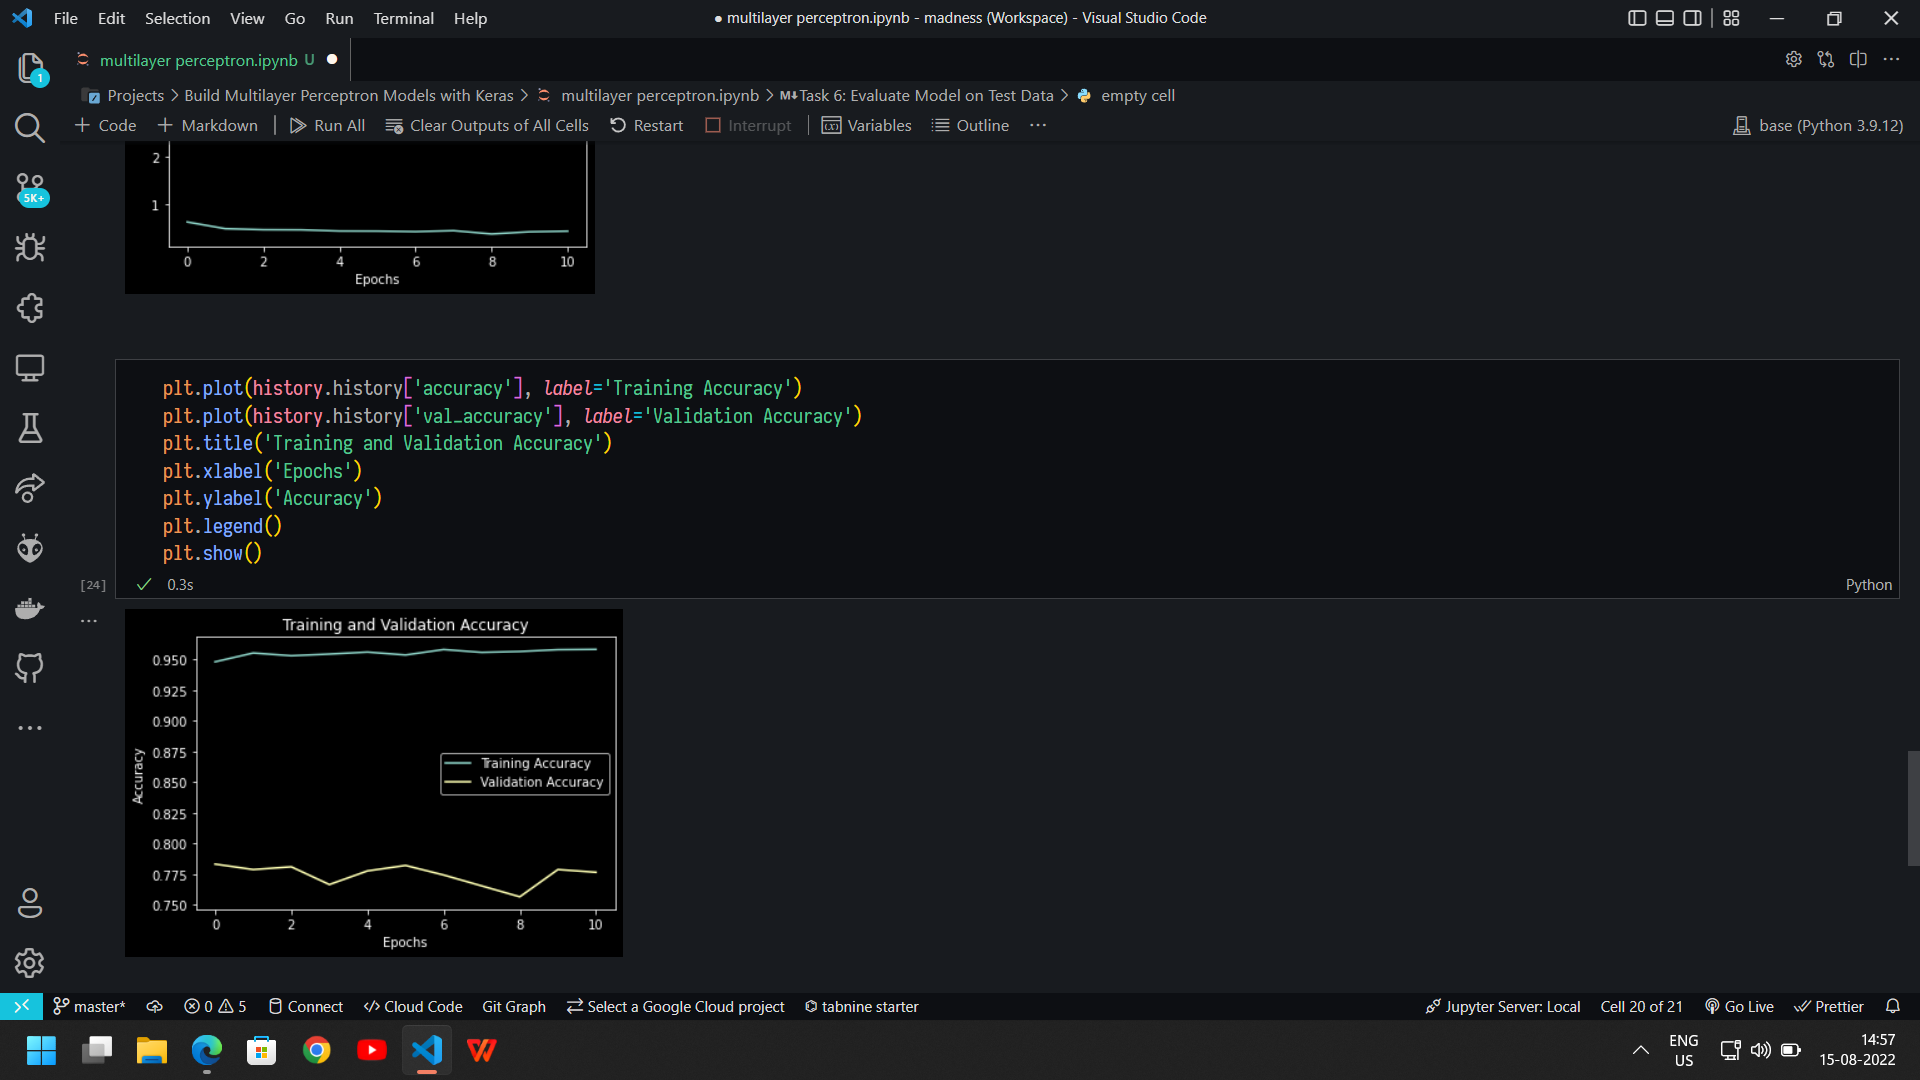 File Edit Selection View Go Run Terminal Help
● multilayer perceptron.ipynb - madness (Workspace) - Visual Studio Code
multilayer perceptron.ipynb U
1
Projects > Build Multilayer Perceptron Models with Keras > multilayer perceptron.ipynb > M↓Task 6: Evaluate Model on Test Data > empty cell
+ Code + Markdown Run All Clear Outputs of All Cells Restart Interrupt Variables Outline ... base (Python 3.9.12)
5K+
2
1
0 2 4 6 8 10
Epochs
plt.plot(history.history['accuracy'], label='Training Accuracy')
plt.plot(history.history['val_accuracy'], label='Validation Accuracy')
plt.title('Training and Validation Accuracy')
plt.xlabel('Epochs')
plt.ylabel('Accuracy')
plt.legend()
plt.show()
[24] 0.3s Python
Training and Validation Accuracy
0.950
0.925
0.900
0.875
0.850
0.825
0.800
0.775
0.750
Accuracy
Training Accuracy
Validation Accuracy
0 2 4 6 8 10
Epochs
master* 0 5 Connect Cloud Code Git Graph Select a Google Cloud project tabnine starter Jupyter Server: Local Cell 20 of 21 Go Live Prettier
ENG
US
14:57
15-08-2022